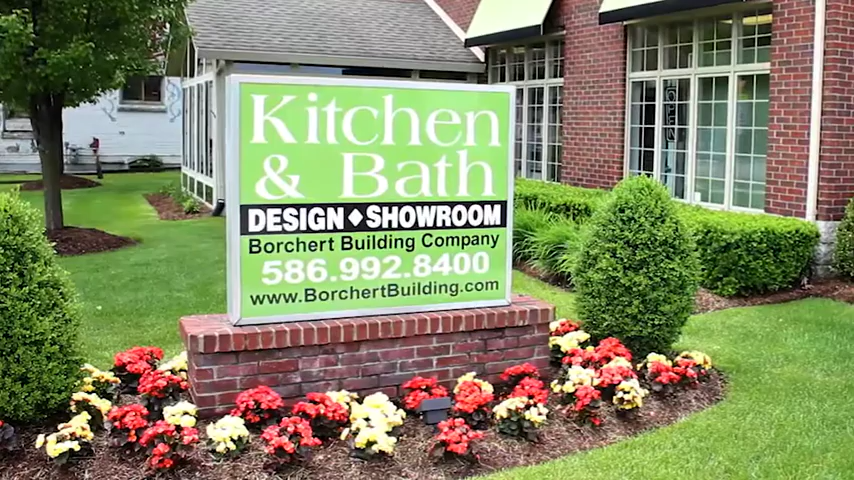 Kitchen
& Bath
DESIGN◆SHOWROOM
Borchert Building Company
586.992.8400
www.BorchertBuilding.com